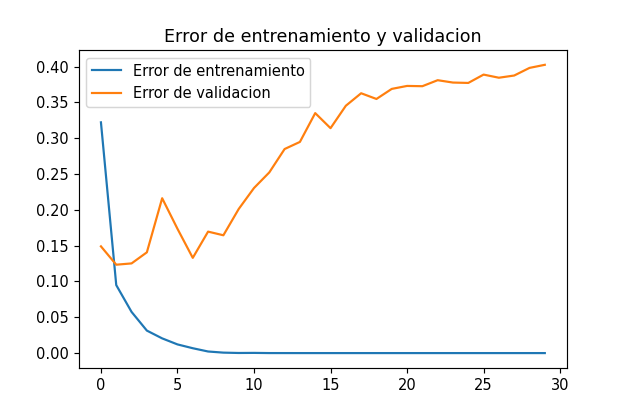 Error de entrenamiento y validacion
Error de entrenamiento
Error de validacion
0.40
0.35
0.30
0.25
0.20
0.15
0.10
0.05
0.00
0 5 10 15 20 25 30